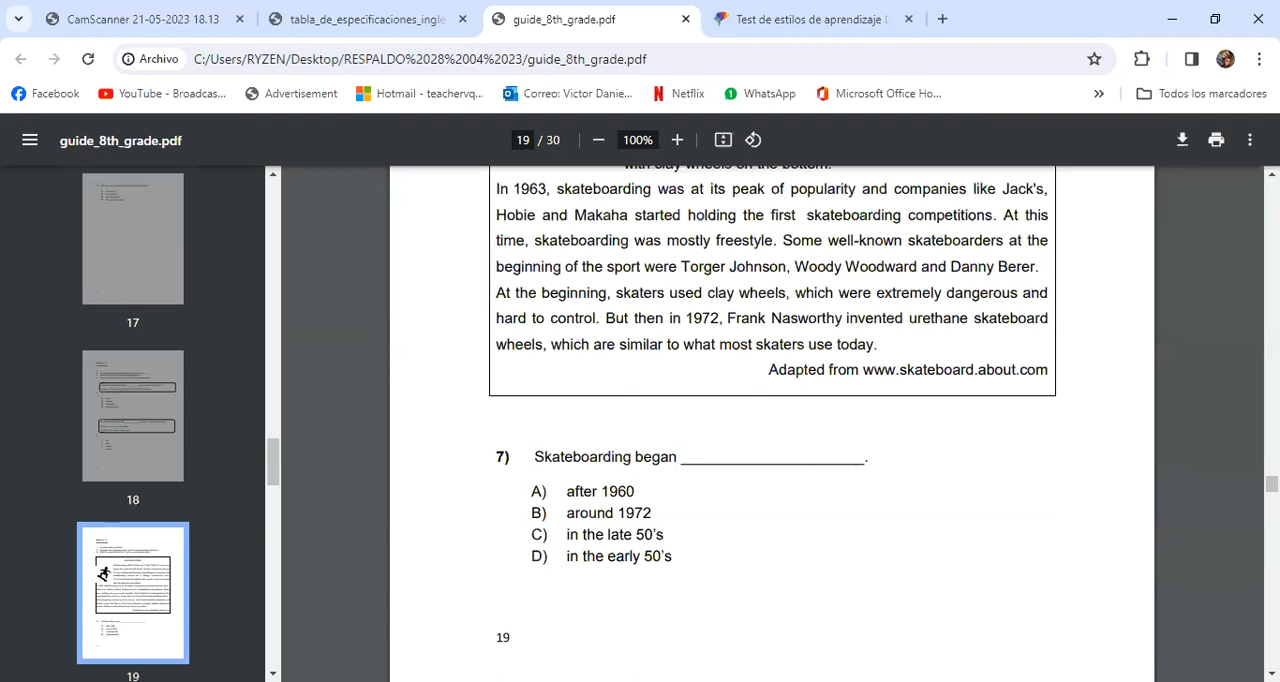 CamScanner 21-05-2023 18.13
tabla_de_especificaciones_ingle
guide_8th_grade.pdf
Test de estilos de aprendizaje
Archivo
C:/Users/RYZEN/Desktop/RESPALDO%2028%2004%2023/guide_8th_grade.pdf
Facebook
YouTube - Broadcas...
Advertisement
Hotmail - teachervq...
Correo: Victor Danie...
Netflix
WhatsApp
Microsoft Office Ho...
Todos los marcadores
guide_8th_grade.pdf
19 / 30
100%
with clay wheels on the bottom.
In 1963, skateboarding was at its peak of popularity and companies like Jack's,
Hobie and Makaha started holding the first skateboarding competitions. At this
time, skateboarding was mostly freestyle. Some well-known skateboarders at the
beginning of the sport were Torger Johnson, Woody Woodward and Danny Berer.
At the beginning, skaters used clay wheels, which were extremely dangerous and
hard to control. But then in 1972, Frank Nasworthy invented urethane skateboard
wheels, which are similar to what most skaters use today.
Adapted from www.skateboard.about.com
7) Skateboarding began ______________________.
A) after 1960
B) around 1972
C) in the late 50's
D) in the early 50's
19
17
18
19